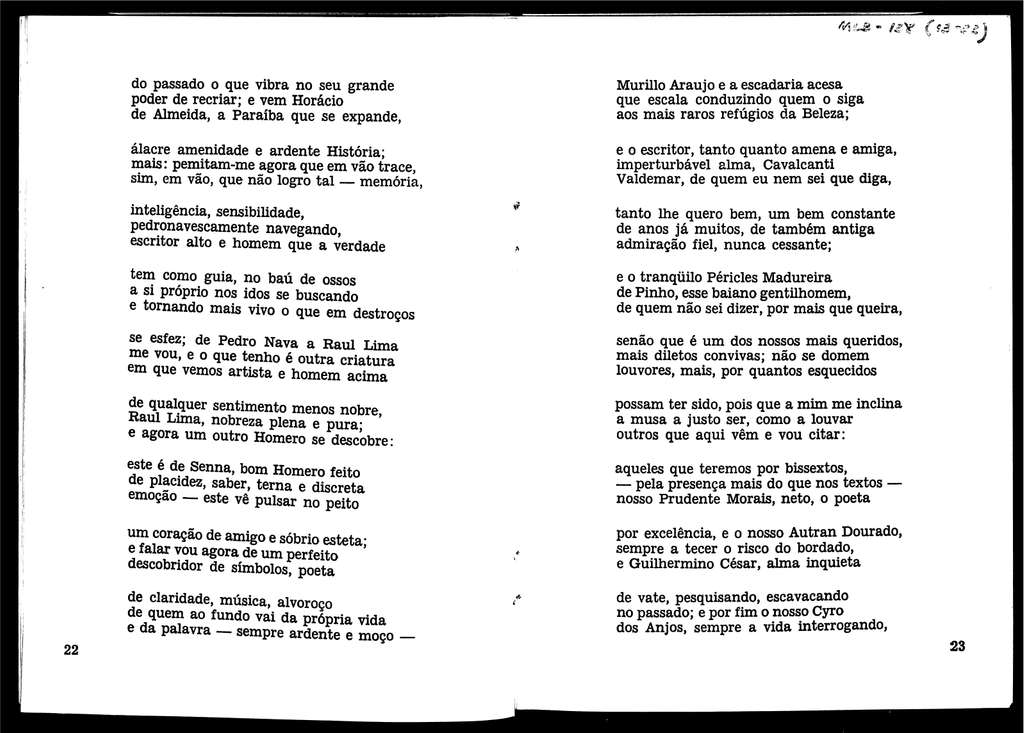 do passado o que vibra no seu grande
poder de recriar; e vem Horácio
de Almeida, a Paraíba que se expande,
álacre amenidade e ardente História;
mais: pemitam-me agora que em vão trace,
sim, em vão, que não logro tal — memória,
inteligência, sensibilidade,
pedronavescamente navegando,
escritor alto e homem que a verdade
tem como guia, no baú de ossos
a si próprio nos idos se buscando
e tornando mais vivo o que em destroços
se esfez; de Pedro Nava a Raul Lima
me vou, e o que tenho é outra criatura
em que vemos artista e homem acima
de qualquer sentimento menos nobre,
Raul Lima, nobreza plena e pura;
e agora um outro Homero se descobre:
este é de Senna, bom Homero feito
de placidez, saber, terna e discreta
emoção — este vê pulsar no peito
um coração de amigo e sóbrio esteta;
e falar vou agora de um perfeito
descobridor de símbolos, poeta
de claridade, música, alvoroço
de quem ao fundo vai da própria vida
e da palavra — sempre ardente e moço —
22
Murillo Araujo e a escadaria acesa
que escala conduzindo quem o siga
aos mais raros refúgios da Beleza;
e o escritor, tanto quanto amena e amiga,
imperturbável alma, Cavalcanti
Valdemar, de quem eu nem sei que diga,
tanto lhe quero bem, um bem constante
de anos já muitos, de também antiga
admiração fiel, nunca cessante;
e o tranqüilo Péricles Madureira
de Pinho, esse baiano gentilhomem,
de quem não sei dizer, por mais que queira,
senão que é um dos nossos mais queridos,
mais diletos convivas; não se domem
louvores, mais, por quantos esquecidos
possam ter sido, pois que a mim me inclina
a musa a justo ser, como a louvar
outros que aqui vêm e vou citar:
aqueles que teremos por bissextos,
— pela presença mais do que nos textos —
nosso Prudente Morais, neto, o poeta
por excelência, e o nosso Autran Dourado,
sempre a tecer o risco do bordado,
e Guilhermino César, alma inquieta
de vate, pesquisando, escavacando
no passado; e por fim o nosso Cyro
dos Anjos, sempre a vida interrogando,
23